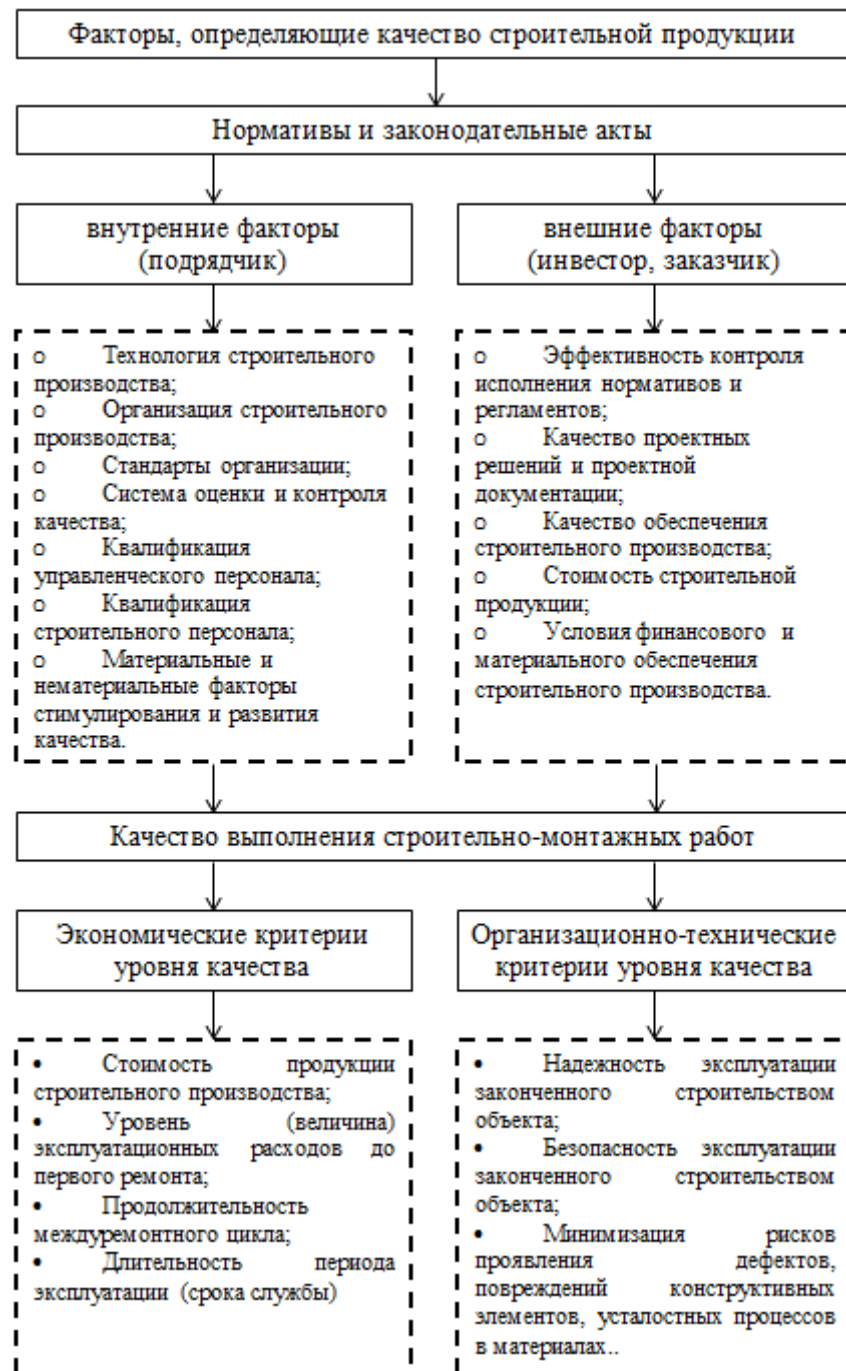 Факторы, определяющие качество строительной продукции
Нормативы и законодательные акты
внутренние факторы
(подрядчик)
внешние факторы
(инвестор, заказчик)
o Технология строительного
производства;
o Организация строительного
производства;
o Стандарты организации;
o Система оценки и контроля
качества;
o Квалификация
управленческого персонала;
o Квалификация
строительного персонала;
o Материальные и
нематериальные факторы
стимулирования и развития
качества.
o Эффективность контроля
исполнения нормативов и
регламентов;
o Качество проектных
решений и проектной
документации;
o Качество обеспечения
строительного производства;
o Стоимость строительной
продукции;
o Условия финансового и
материального обеспечения
строительного производства.
Качество выполнения строительно-монтажных работ
Экономические критерии
уровня качества
Организационно-технические
критерии уровня качества
• Стоимость продукции
строительного производства;
• Уровень (величина)
эксплуатационных расходов до
первого ремонта;
• Продолжительность
междуремонтного цикла;
• Длительность периода
эксплуатации (срока службы)
• Надежность эксплуатации
законченного строительством
объекта;
• Безопасность эксплуатации
законченного строительством
объекта;
• Минимизация рисков
проявления дефектов,
повреждений конструктивных
элементов, усталостных процессов
в материалах..